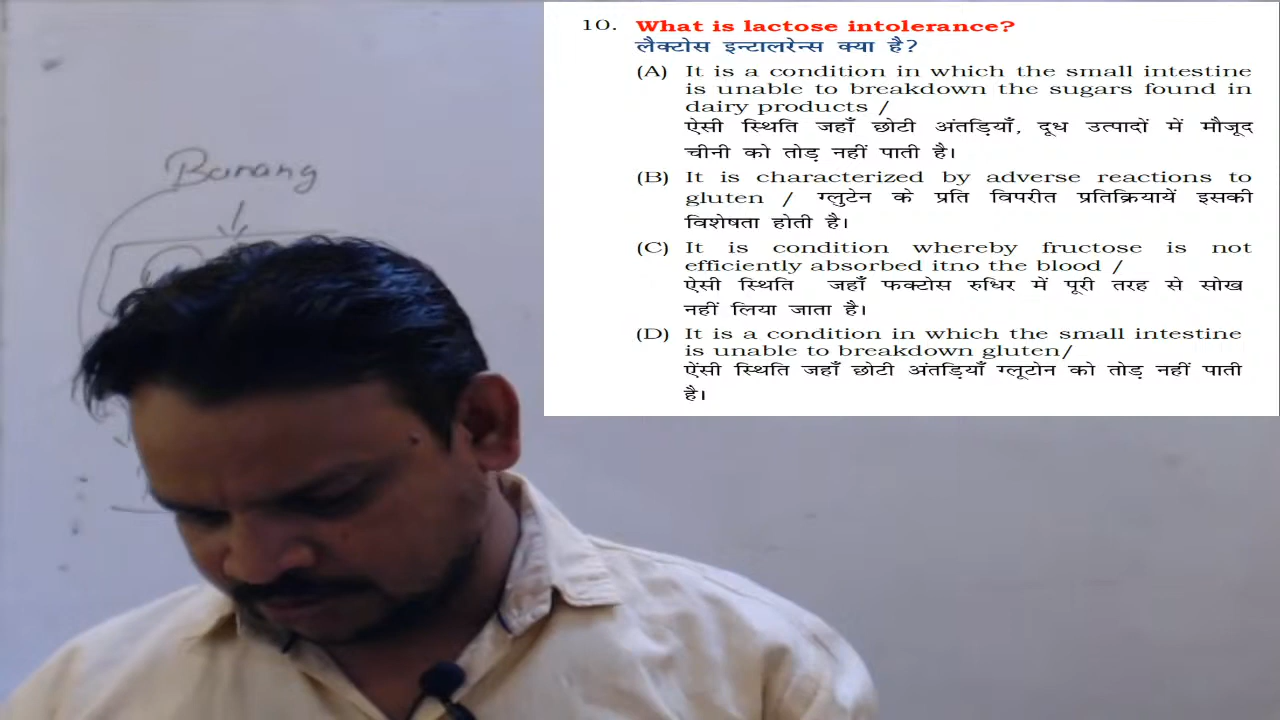 Barang
10. What is lactose intolerance?
लैक्टोस इन्टालरेन्स क्या है?
(A) It is a condition in which the small intestine
is unable to breakdown the sugars found in
dairy products /
ऐसी स्थिति जहाँ छोटी अंतड़ियाँ, दूध उत्पादों में मौजूद
चीनी को तोड़ नहीं पाती है।
(B) It is characterized by adverse reactions to
gluten / ग्लुटेन के प्रति विपरीत प्रतिक्रियायें इसकी
विशेषता होती है।
(C) It is condition whereby fructose is not
efficiently absorbed itno the blood /
ऐसी स्थिति जहाँ फक्टोस रुधिर में पूरी तरह से सोख
नहीं लिया जाता है।
(D) It is a condition in which the small intestine
is unable to breakdown gluten/
ऐंसी स्थिति जहाँ छोटी अंतड़ियाँ ग्लूटोन को तोड़ नहीं पाती
है।